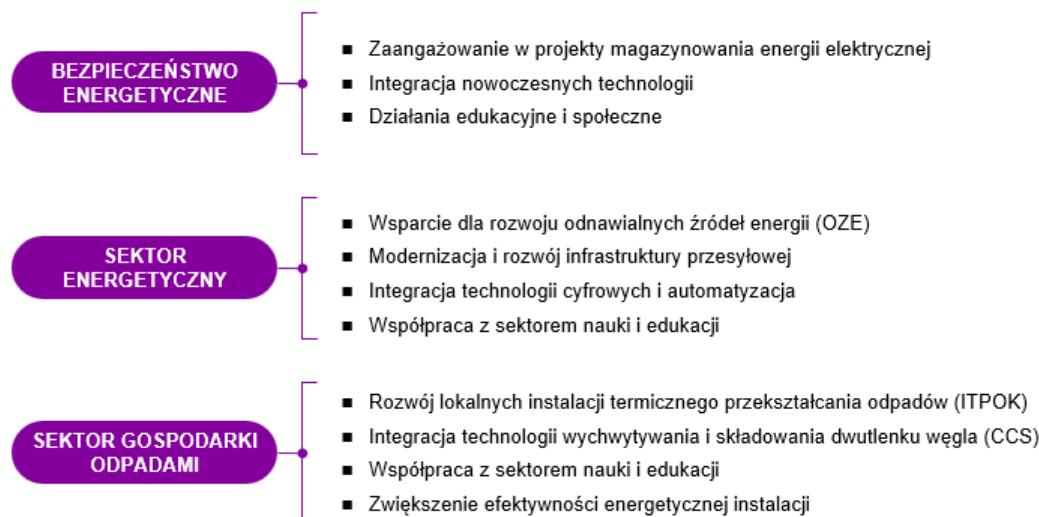 BEZPIECZEŃSTWO
ENERGETYCZNE
■ Zaangażowanie w projekty magazynowania energii elektrycznej
■ Integracja nowoczesnych technologii
■ Działania edukacyjne i społeczne
SEKTOR
ENERGETYCZNY
■ Wsparcie dla rozwoju odnawialnych źródeł energii (OZE)
■ Modernizacja i rozwój infrastruktury przesyłowej
■ Integracja technologii cyfrowych i automatyzacja
■ Współpraca z sektorem nauki i edukacji
SEKTOR GOSPODARKI
ODPADAMI
■ Rozwój lokalnych instalacji termicznego przekształcania odpadów (ITPOK)
■ Integracja technologii wychwytywania i składowania dwutlenku węgla (CCS)
■ Współpraca z sektorem nauki i edukacji
■ Zwiększenie efektywności energetycznej instalacji